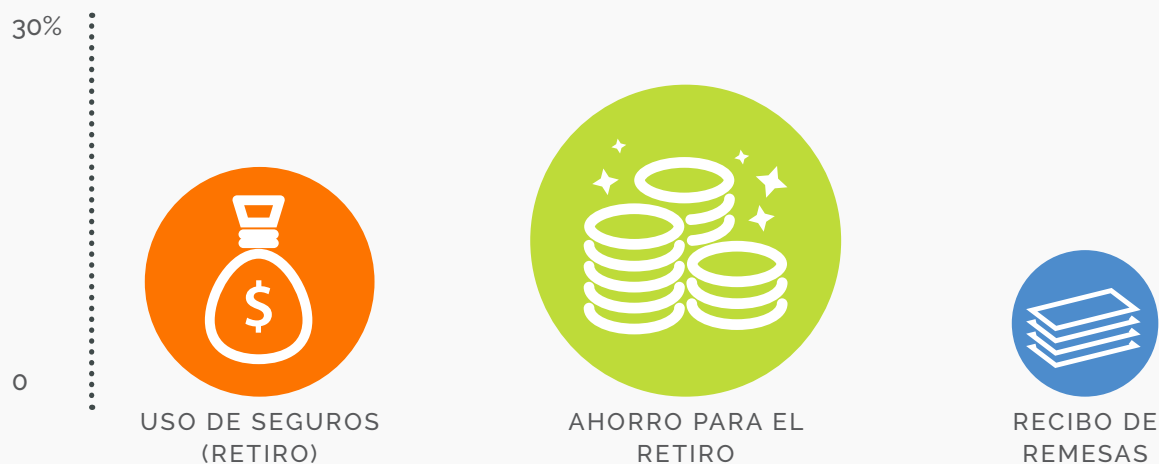 30%
$
0
USO DE SEGUROS
(RETIRO)
AHORRO PARA EL
RETIRO
RECIBO DE
REMESAS